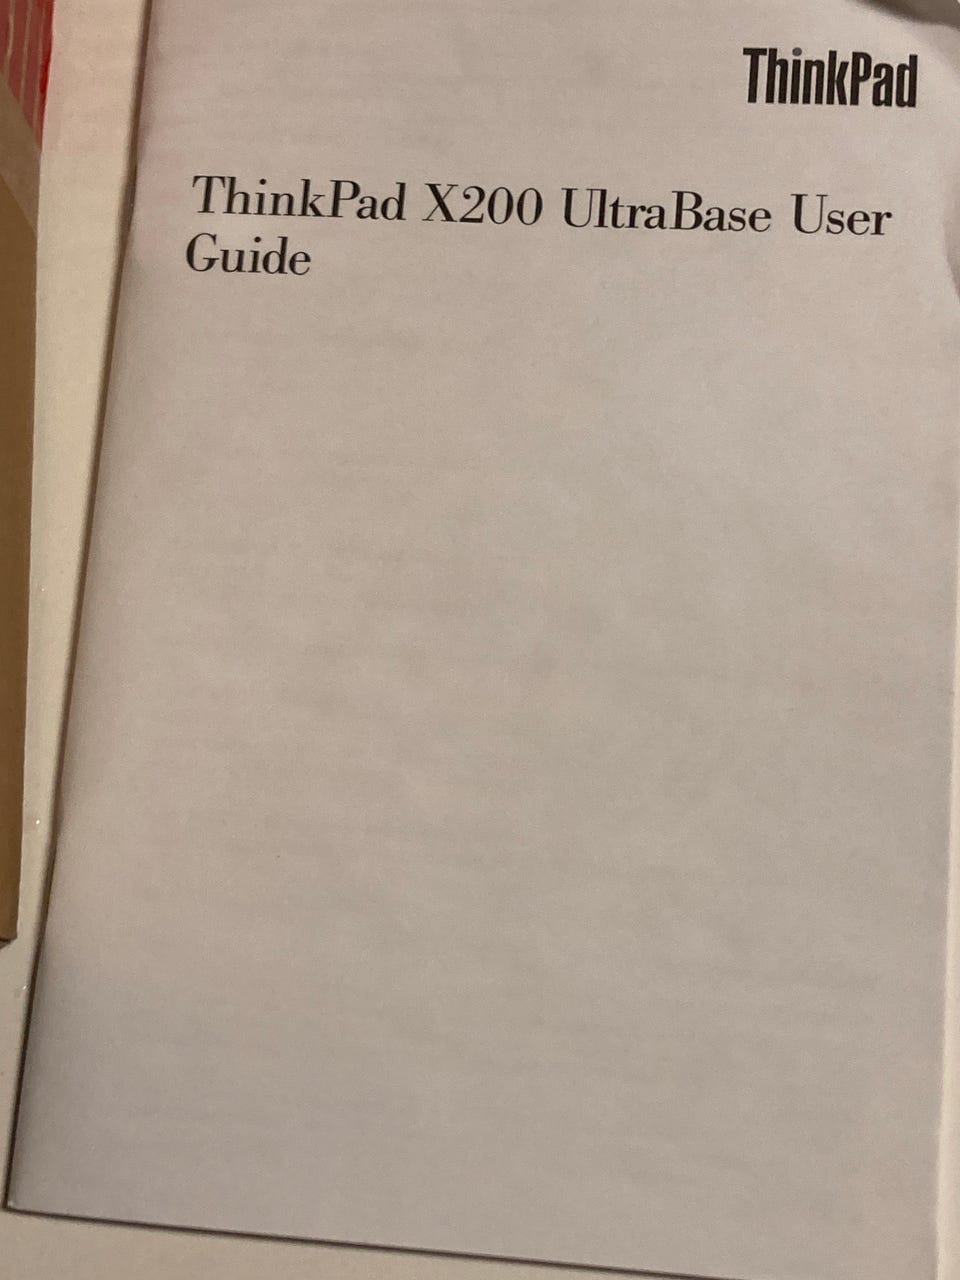 ThinkPad
ThinkPad X200 UltraBase User
Guide